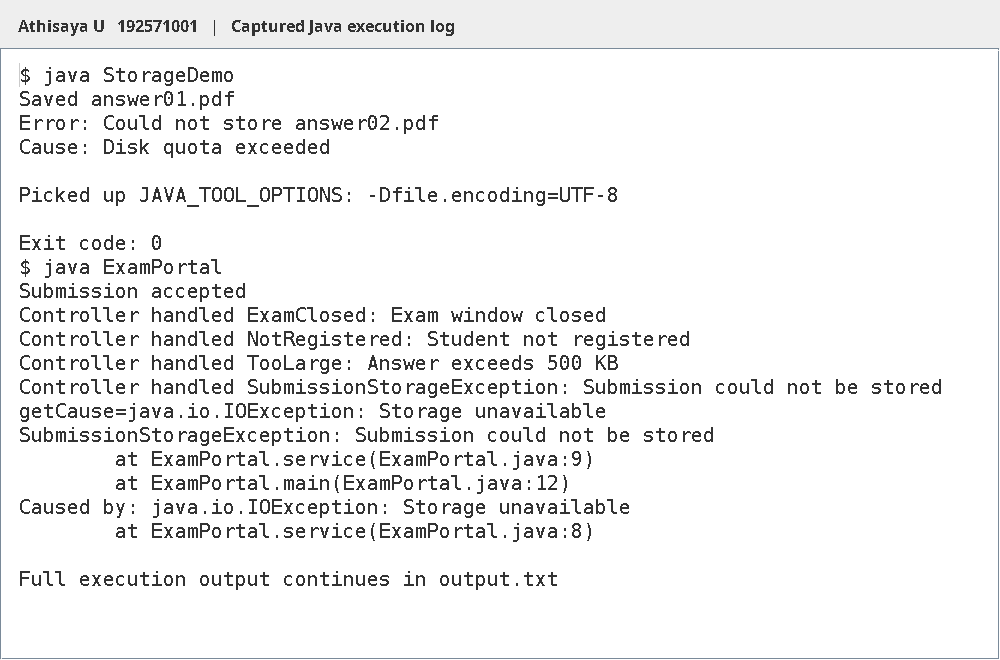 Athisaya U 192571001 | Captured Java execution log
$ java StorageDemo
Saved answer01.pdf
Error: Could not store answer02.pdf
Cause: Disk quota exceeded
Picked up JAVA_TOOL_OPTIONS: -Dfile.encoding=UTF-8
Exit code: 0
$ java ExamPortal
Submission accepted
Controller handled ExamClosed: Exam window closed
Controller handled NotRegistered: Student not registered
Controller handled TooLarge: Answer exceeds 500 KB
Controller handled SubmissionStorageException: Submission could not be stored
getCause=java.io.IOException: Storage unavailable
SubmissionStorageException: Submission could not be stored
        at ExamPortal.service(ExamPortal.java:9)
        at ExamPortal.main(ExamPortal.java:12)
Caused by: java.io.IOException: Storage unavailable
        at ExamPortal.service(ExamPortal.java:8)
Full execution output continues in output.txt